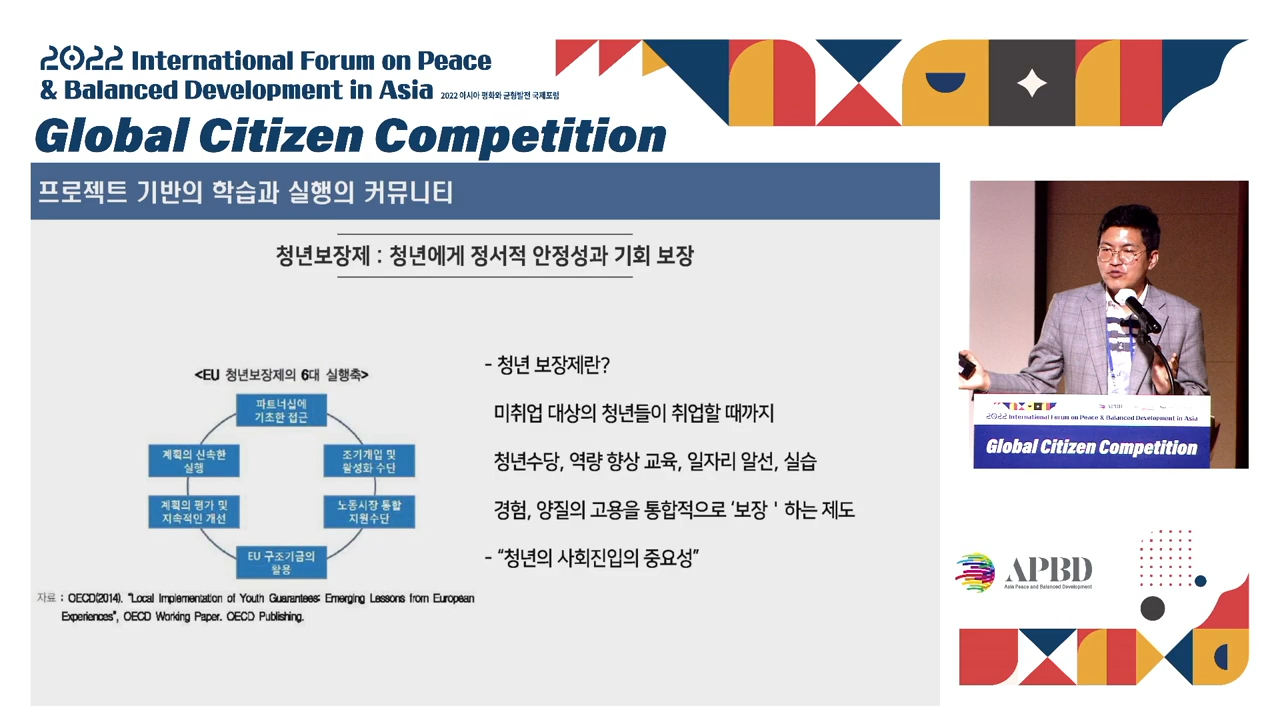 2022 International Forum on Peace
& Balanced Development in Asia 2022 아시아 평화와 균형발전 국제포럼
Global Citizen Competition
프로젝트 기반의 학습과 실행의 커뮤니티
청년보장제 : 청년에게 정서적 안정성과 기회 보장
<EU 청년보장제의 6대 실행축>
파트너십에
기초한 접근
계획의 신속한
실행
조기개입 및
활성화 수단
계획의 평가 및
지속적인 개선
노동시장 통합
지원수단
EU 구조기금의
활용
자료 : OECD(2014). "Local Implementation of Youth Guarantees: Emerging Lessons from European
Experiences", OECD Working Paper. OECD Publishing.
- 청년 보장제란?
미취업 대상의 청년들이 취업할 때까지
청년수당, 역량 향상 교육, 일자리 알선, 실습
경험, 양질의 고용을 통합적으로 ‘보장 ' 하는 제도
- “청년의 사회진입의 중요성”
2022 International Forum on Peace & Balanced Development in Asia
Global Citizen Competition
APBD
Asia Peace and Balanced Development